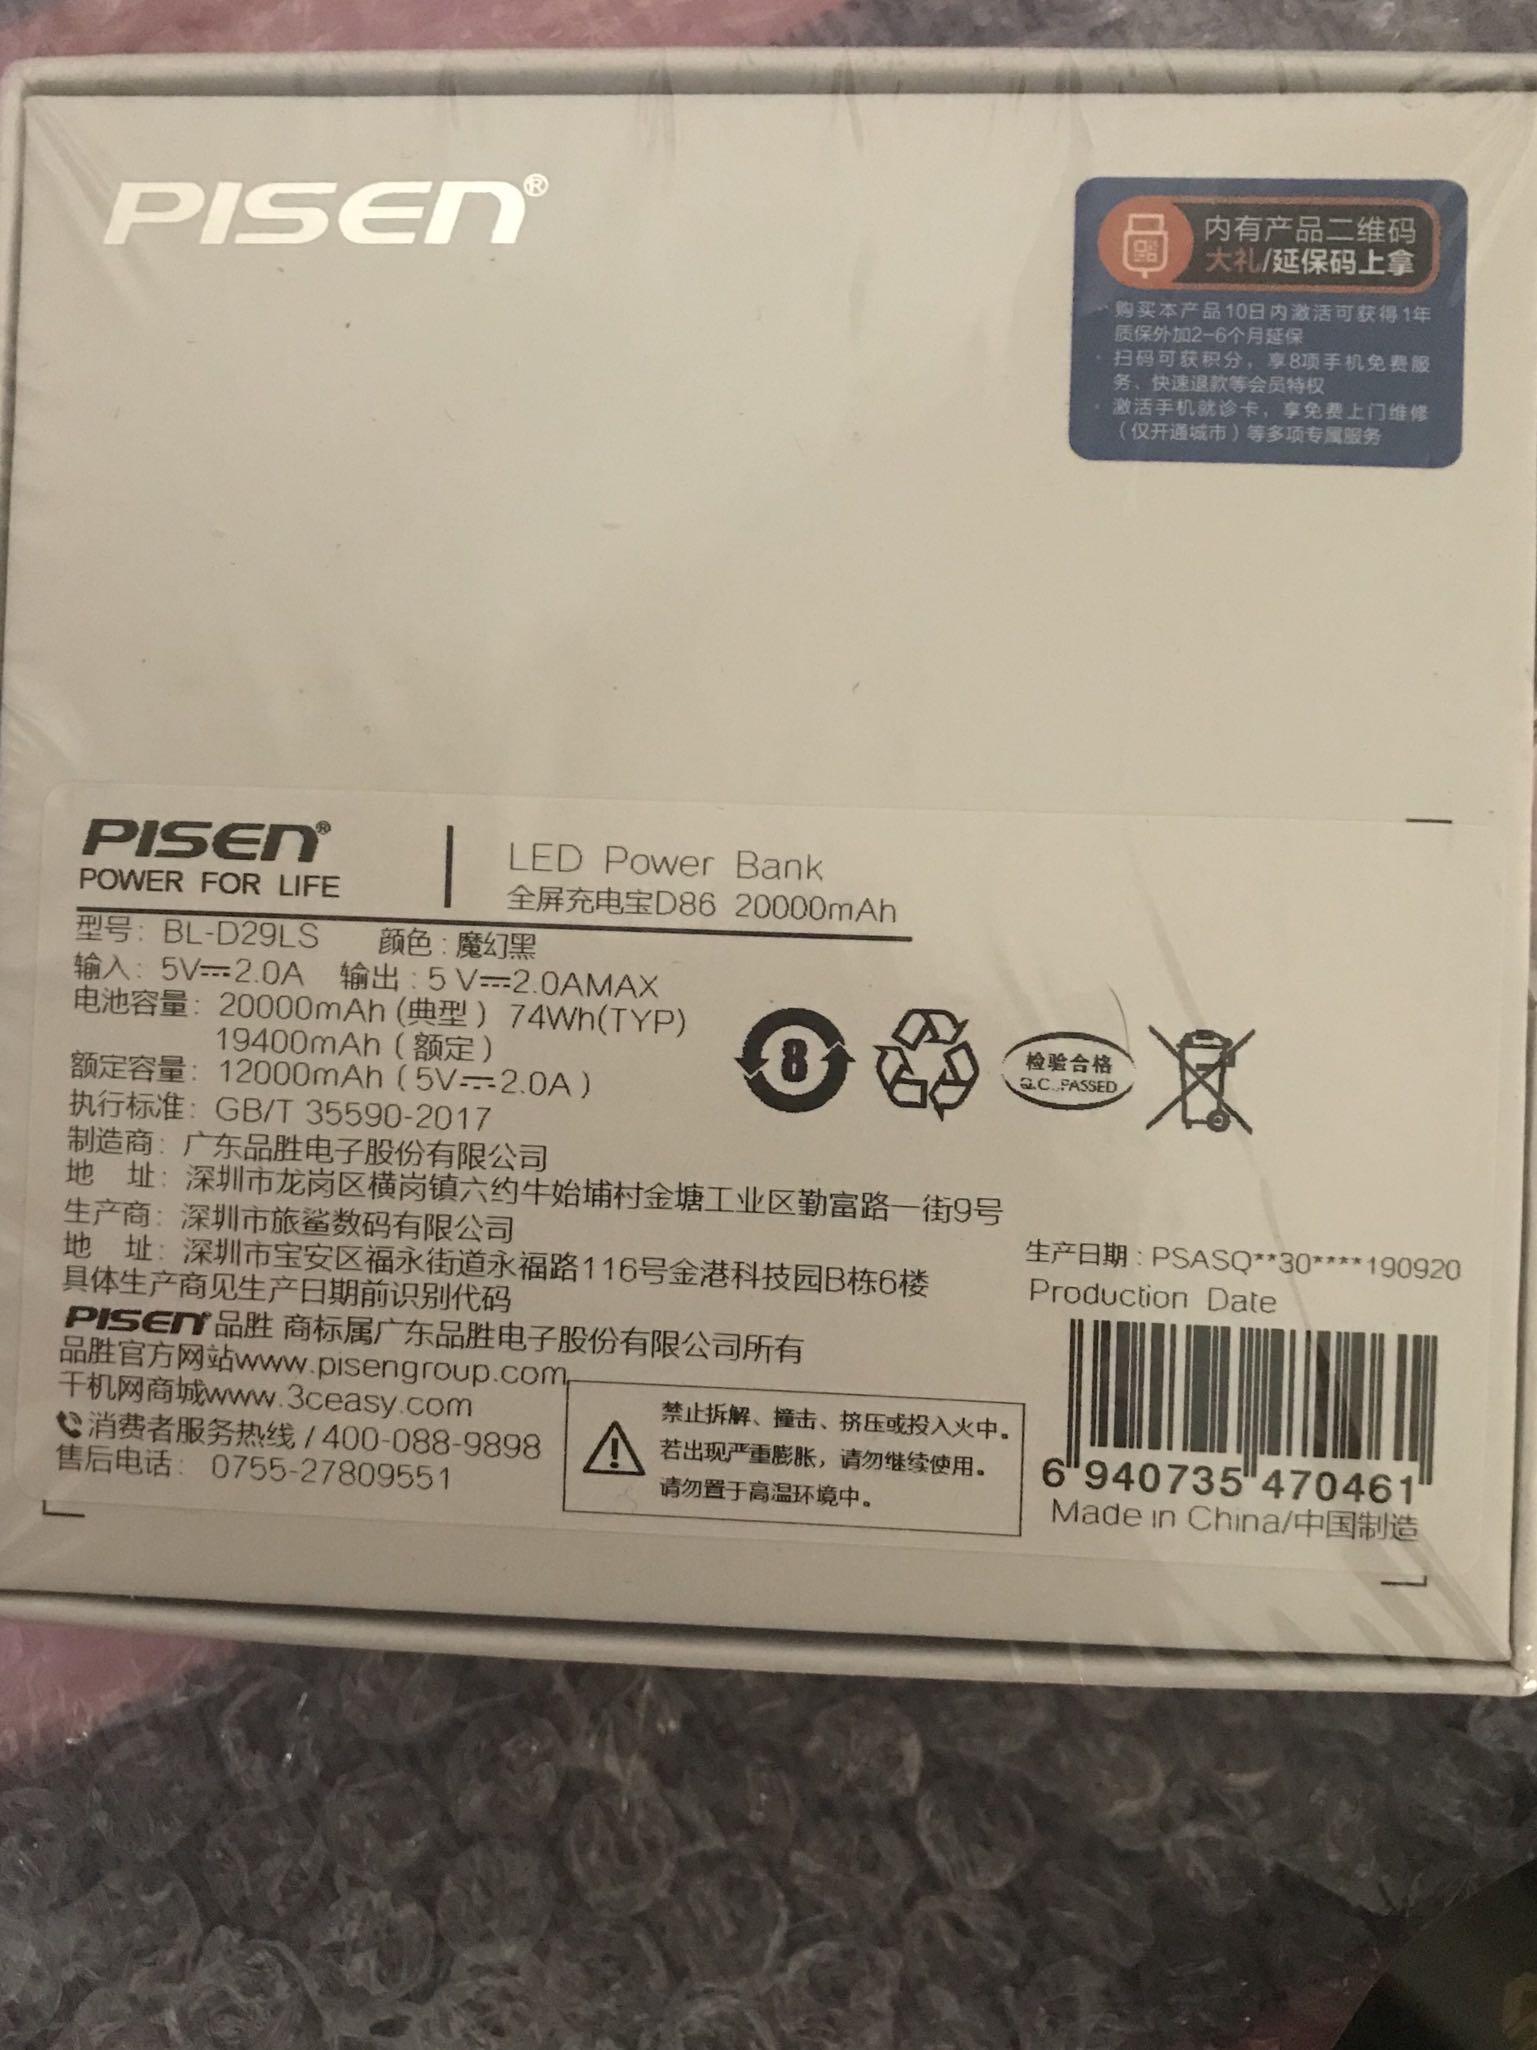 PISEN®
内有产品二维码
大礼/延保码上拿
· 购买本产品10日内激活可获得1年
质保外加2-6个月延保
· 扫码可获积分，享8项手机免费服
务、快速退款等会员特权
· 激活手机就诊卡，享免费上门维修
（仅开通城市）等多项专属服务
PISEN®
POWER FOR LIFE
LED Power Bank
全屏充电宝D86 20000mAh
型号: BL-D29LS 颜色: 魔幻黑
输入: 5V⎓2.0A 输出: 5V⎓2.0AMAX
电池容量: 20000mAh (典型) 74Wh(TYP)
19400mAh (额定)
额定容量: 12000mAh (5V⎓2.0A)
执行标准: GB/T 35590-2017
制造商: 广东品胜电子股份有限公司
地 址: 深圳市龙岗区横岗镇六约牛始埔村金塘工业区勤富路一街9号
生产商: 深圳市旅鲨数码有限公司
地 址: 深圳市宝安区福永街道永福路116号金港科技园B栋6楼
具体生产商见生产日期前识别代码
PISEN®品胜 商标属广东品胜电子股份有限公司所有
品胜官方网站www.pisengroup.com
千机网商城www.3ceasy.com
消费者服务热线/400-088-9898
售后电话: 0755-27809551
8
检验合格
Q.C.PASSED
禁止拆解、撞击、挤压或投入火中。
若出现严重膨胀，请勿继续使用。
请勿置于高温环境中。
生产日期: PSASQ**30****190920
Production Date
6 940735 470461
Made in China/中国制造